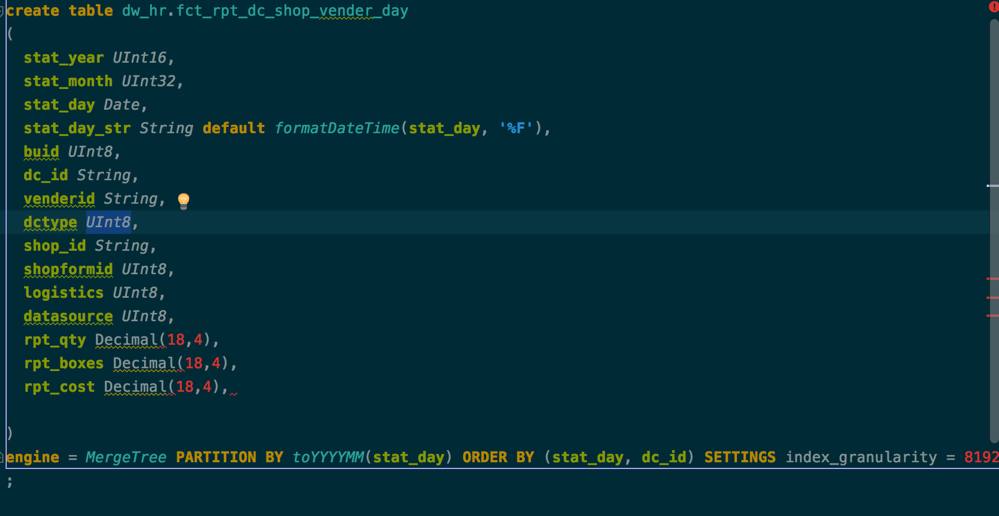 create table dw_hr.fct_rpt_dc_shop_vender_day
(
stat_year UInt16,
stat_month UInt32,
stat_day Date,
stat_day_str String default formatDateTime(stat_day, '%F'),
buid UInt8,
dc_id String,
venderid String,
dctype UInt8,
shop_id String,
shopformid UInt8,
logistics UInt8,
datasource UInt8,
rpt_qty Decimal(18,4),
rpt_boxes Decimal(18,4),
rpt_cost Decimal(18,4),
)
engine = MergeTree PARTITION BY toYYYYMM(stat_day) ORDER BY (stat_day, dc_id) SETTINGS index_granularity = 8192
;